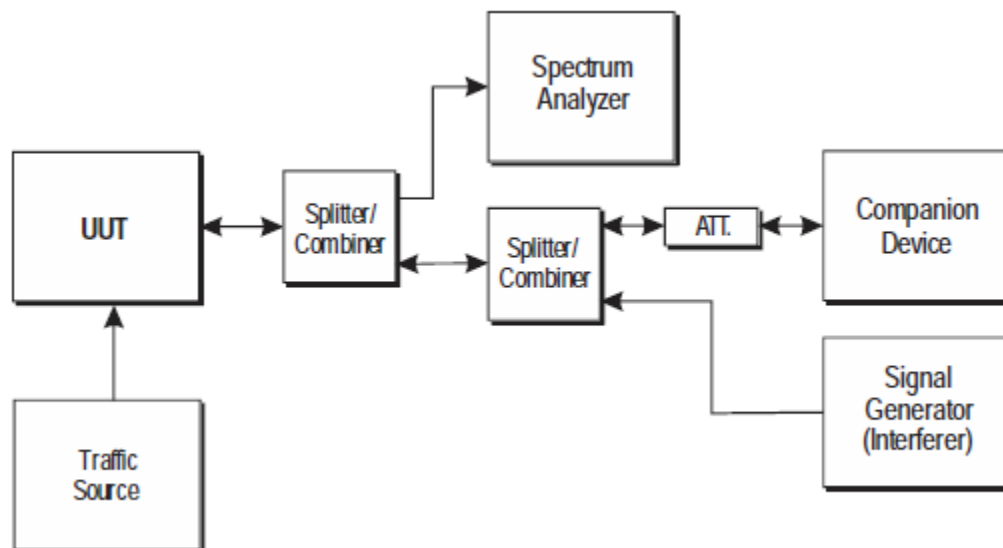 Spectrum
Analyzer
UUT
Splitter/
Combiner
Splitter/
Combiner
ATT.
Companion
Device
Traffic
Source
Signal
Generator
(Interferer)